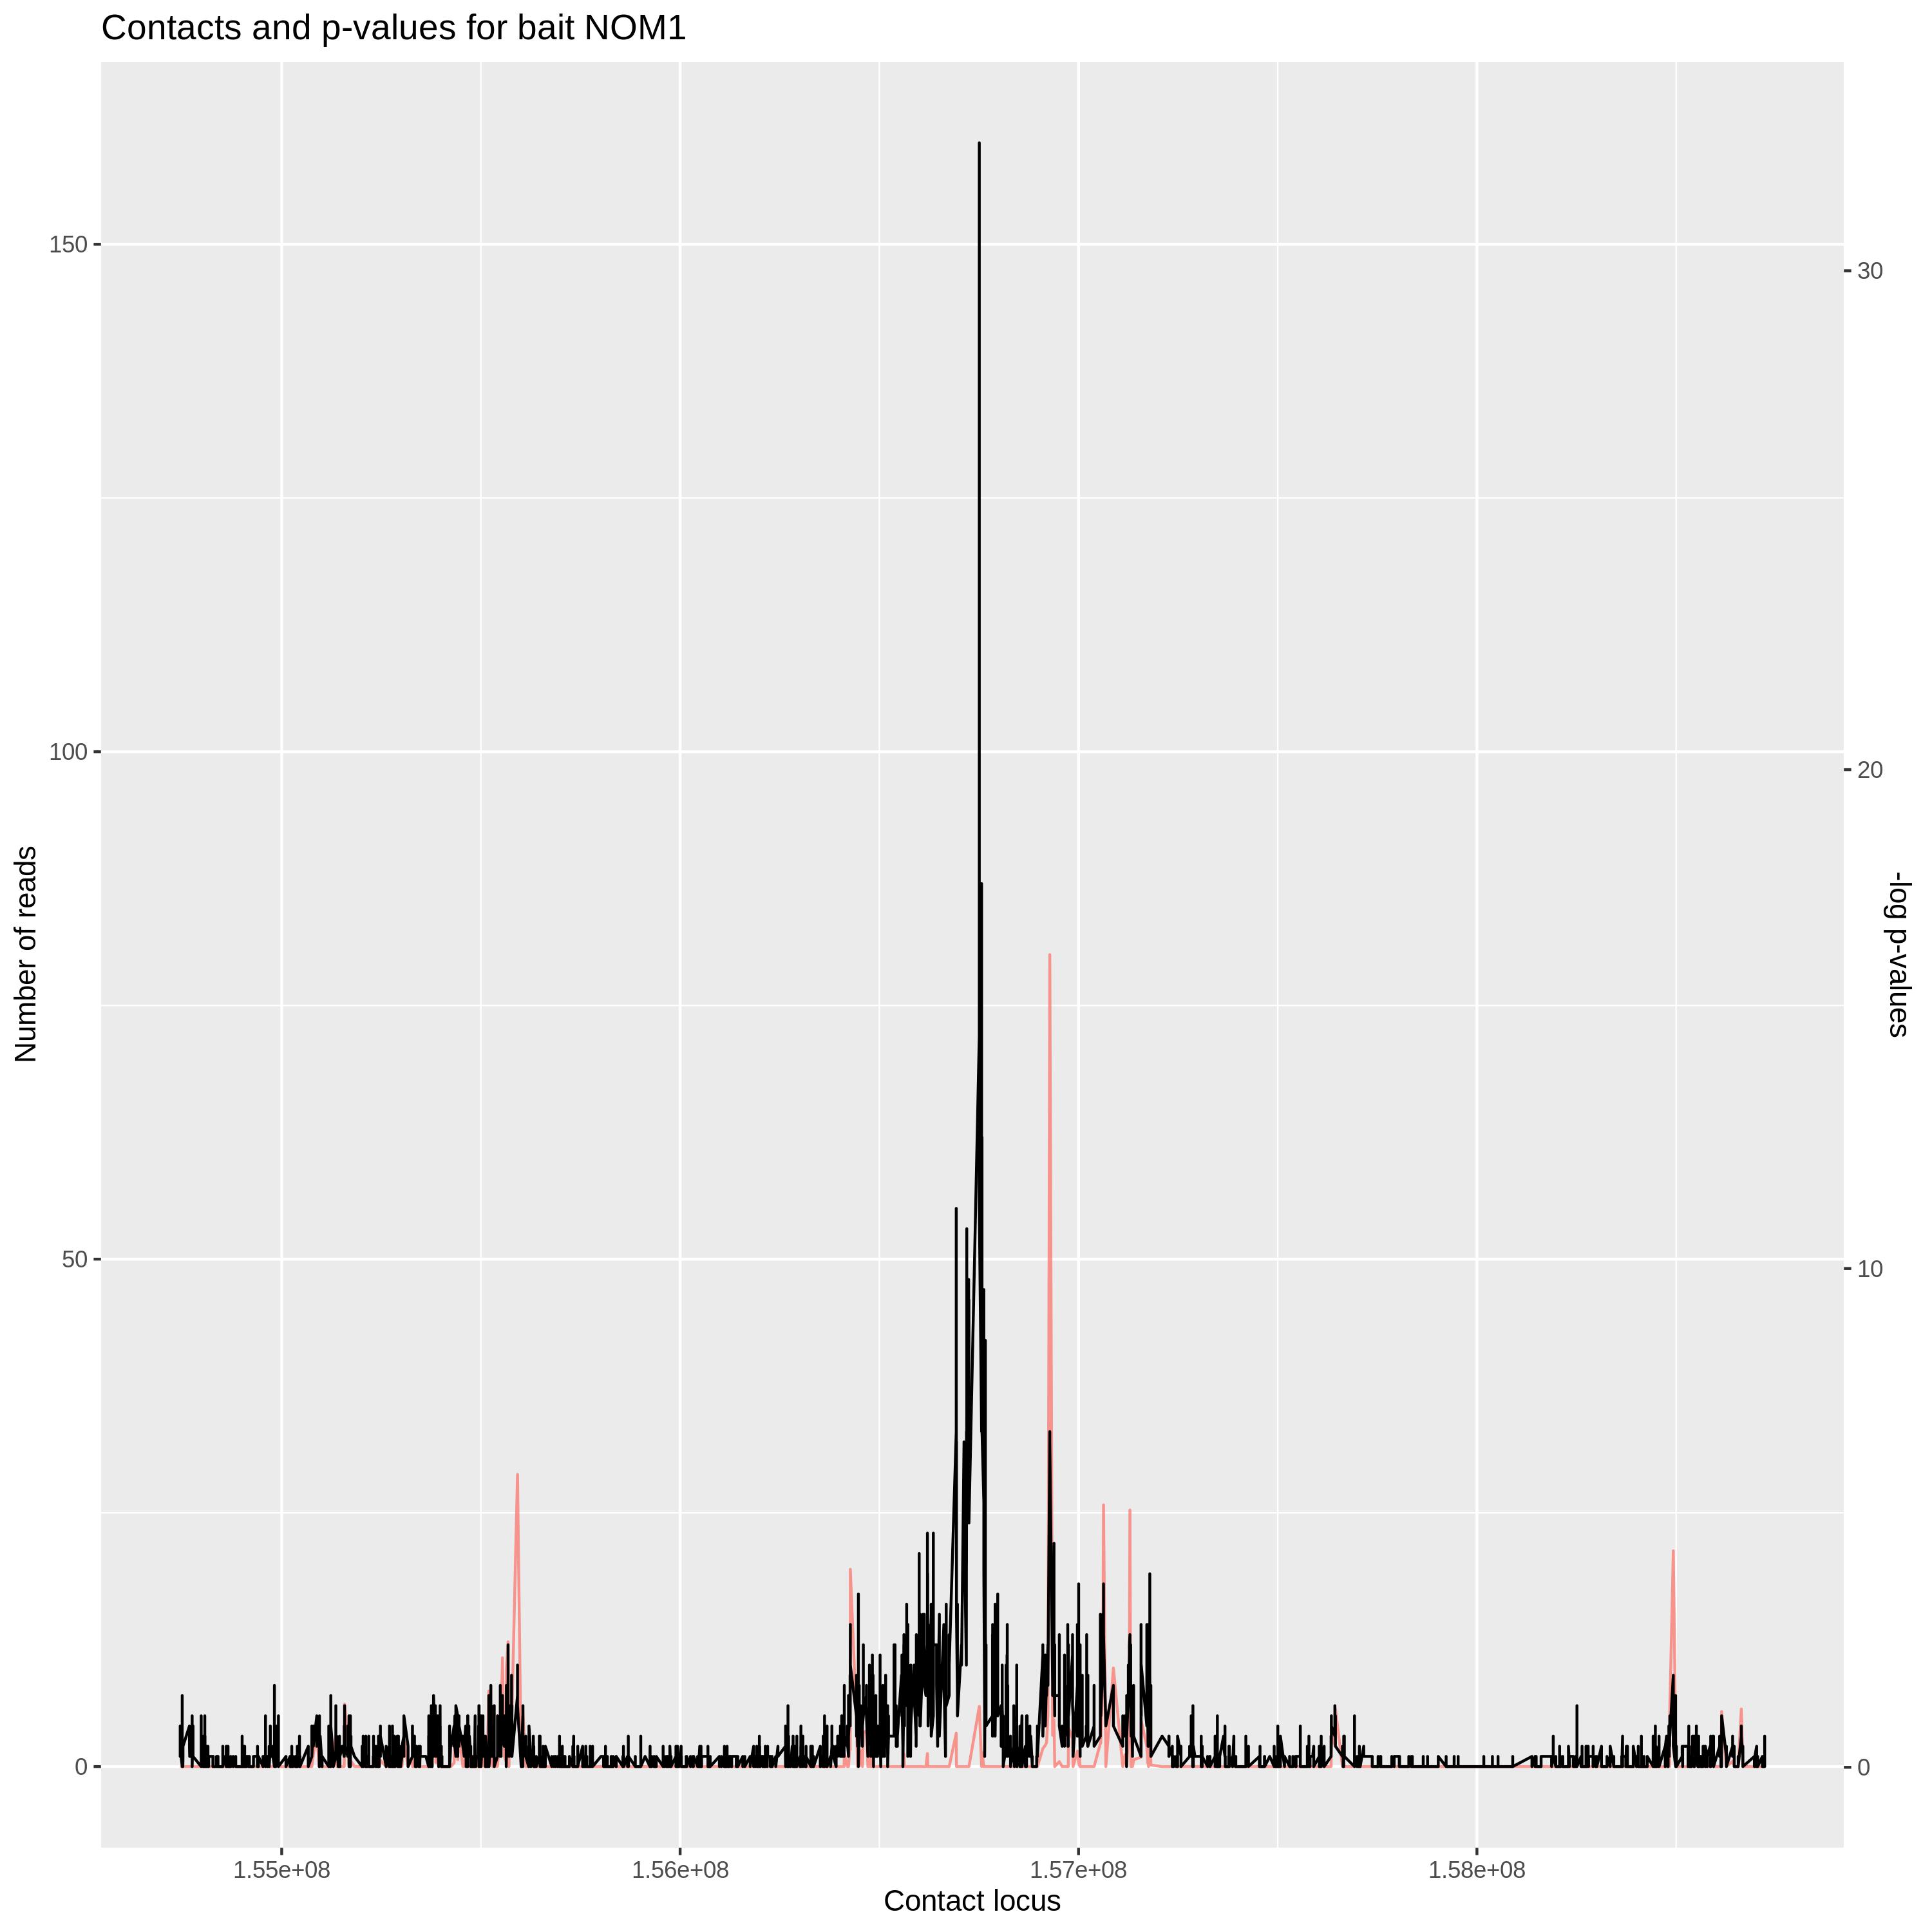 Contacts and p-values for bait NOM1
150
100
50
0
30
20
10
0
Number of reads
-log p-values
1.55e+08
1.56e+08
1.57e+08
1.58e+08
Contact locus